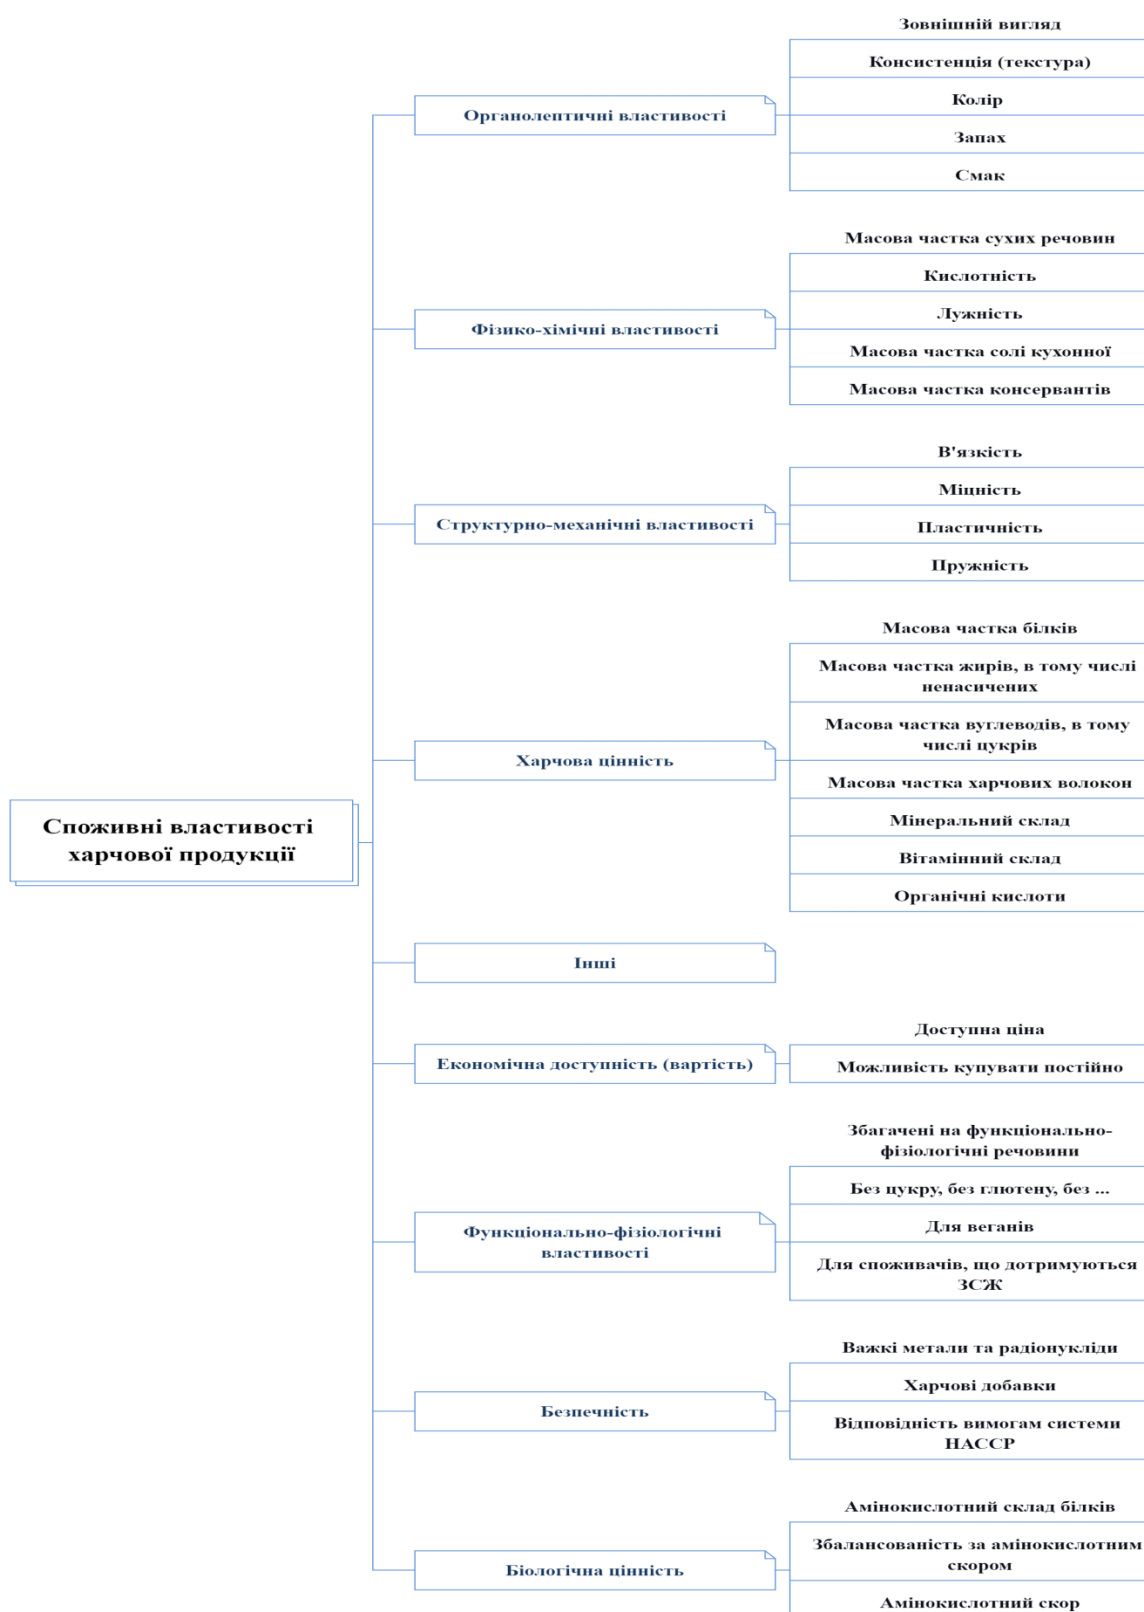 Споживні властивості
харчової продукції
Органолептичні властивості
Зовнішній вигляд
Консистенція (текстура)
Колір
Запах
Смак
Фізико-хімічні властивості
Масова частка сухих речовин
Кислотність
Лужність
Масова частка солі кухонної
Масова частка консервантів
Структурно-механічні властивості
В'язкість
Міцність
Пластичність
Пружність
Харчова цінність
Масова частка білків
Масова частка жирів, в тому числі
ненасичених
Масова частка вуглеводів, в тому
числі цукрів
Масова частка харчових волокон
Мінеральний склад
Вітамінний склад
Органічні кислоти
Інші
Економічна доступність (вартість)
Доступна ціна
Можливість купувати постійно
Функціонально-фізіологічні
властивості
Збагачені на функціонально-
фізіологічні речовини
Без цукру, без глютену, без ...
Для веганів
Для споживачів, що дотримуються
ЗСЖ
Безпечність
Важкі метали та радіонукліди
Харчові добавки
Відповідність вимогам системи
НАССР
Біологічна цінність
Амінокислотний склад білків
Збалансованість за амінокислотним
скором
Амінокислотний скор